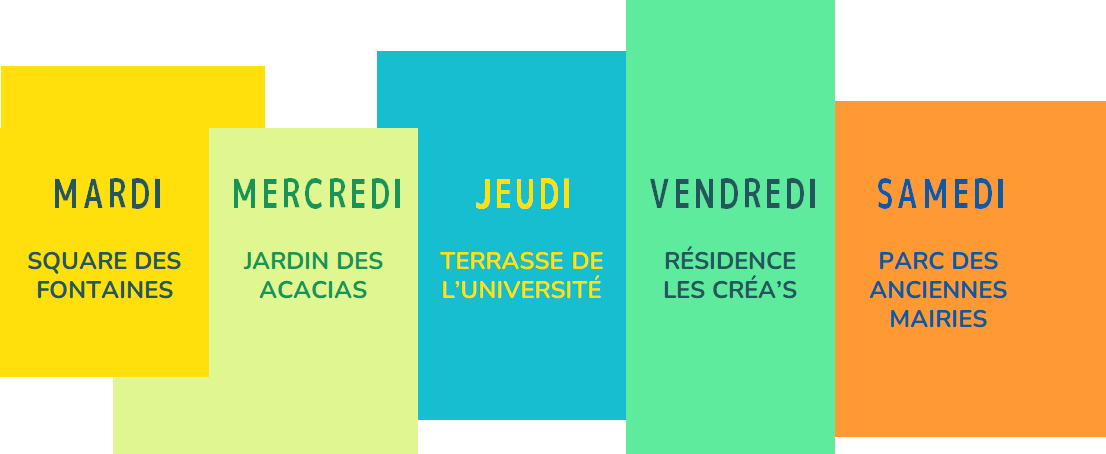 MARDI
SQUARE DES
FONTAINES
MERCREDI
JARDIN DES
ACACIAS
JEUDI
TERRASSE DE
L’UNIVERSITÉ
VENDREDI
RÉSIDENCE
LES CRÉA’S
SAMEDI
PARC DES
ANCIENNES
MAIRIES